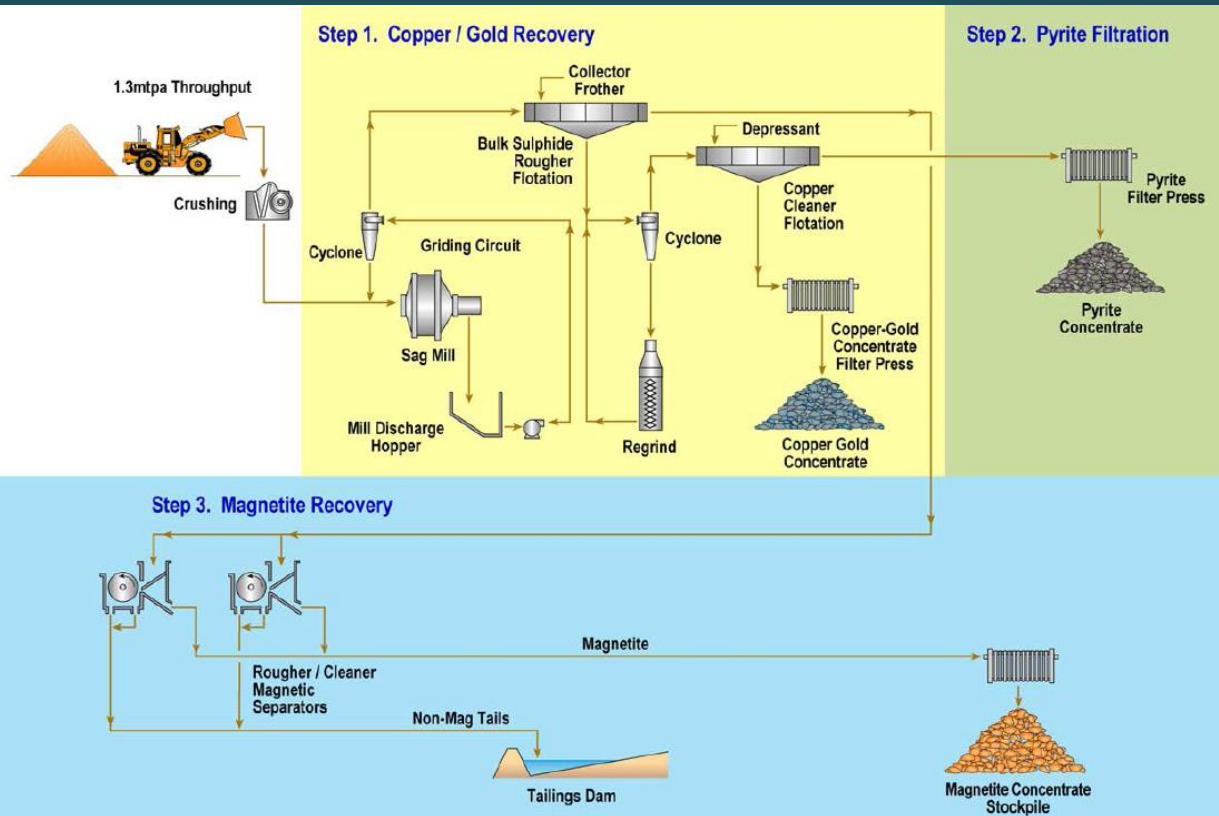 Step 1. Copper / Gold Recovery
Step 2. Pyrite Filtration
1.3mtpa Throughput
Collector
Frother
Depressant
Bulk Sulphide
Rougher
Flotation
Crushing
Copper
Cleaner
Flotation
Pyrite
Filter Press
Cyclone
Griding Circuit
Cyclone
Pyrite
Concentrate
Sag Mill
Copper-Gold
Concentrate
Filter Press
Mill Discharge
Hopper
Regrind
Copper Gold
Concentrate
Step 3. Magnetite Recovery
Magnetite
Rougher / Cleaner
Magnetic
Separators
Non-Mag Tails
Tailings Dam
Magnetite Concentrate
Stockpile